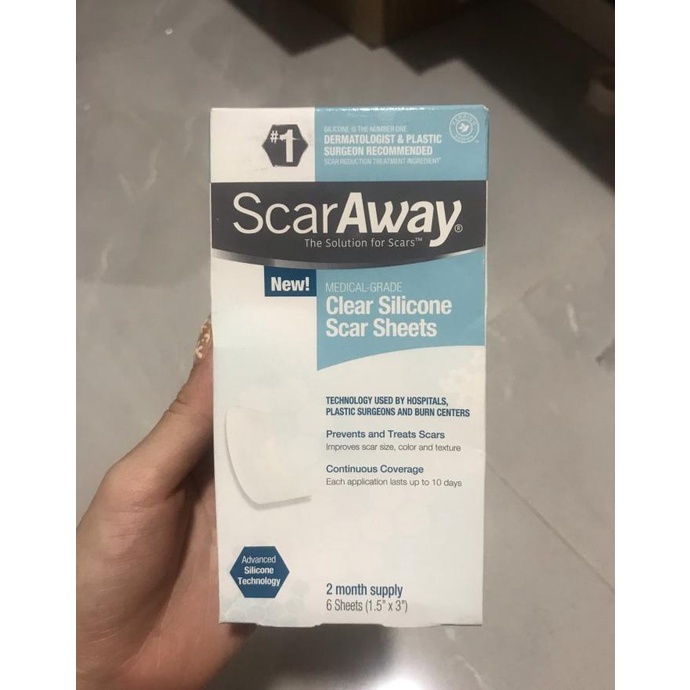 #1
SILICONE IS THE NUMBER ONE
DERMATOLOGIST & PLASTIC
SURGEON RECOMMENDED
SCAR REDUCTION TREATMENT INGREDIENT*
ScarAway®
The Solution for Scars™
New!
MEDICAL-GRADE
Clear Silicone
Scar Sheets
TECHNOLOGY USED BY HOSPITALS,
PLASTIC SURGEONS AND BURN CENTERS
Prevents and Treats Scars
Improves scar size, color and texture
Continuous Coverage
Each application lasts up to 10 days
Advanced
Silicone
Technology
2 month supply
6 Sheets (1.5" x 3")